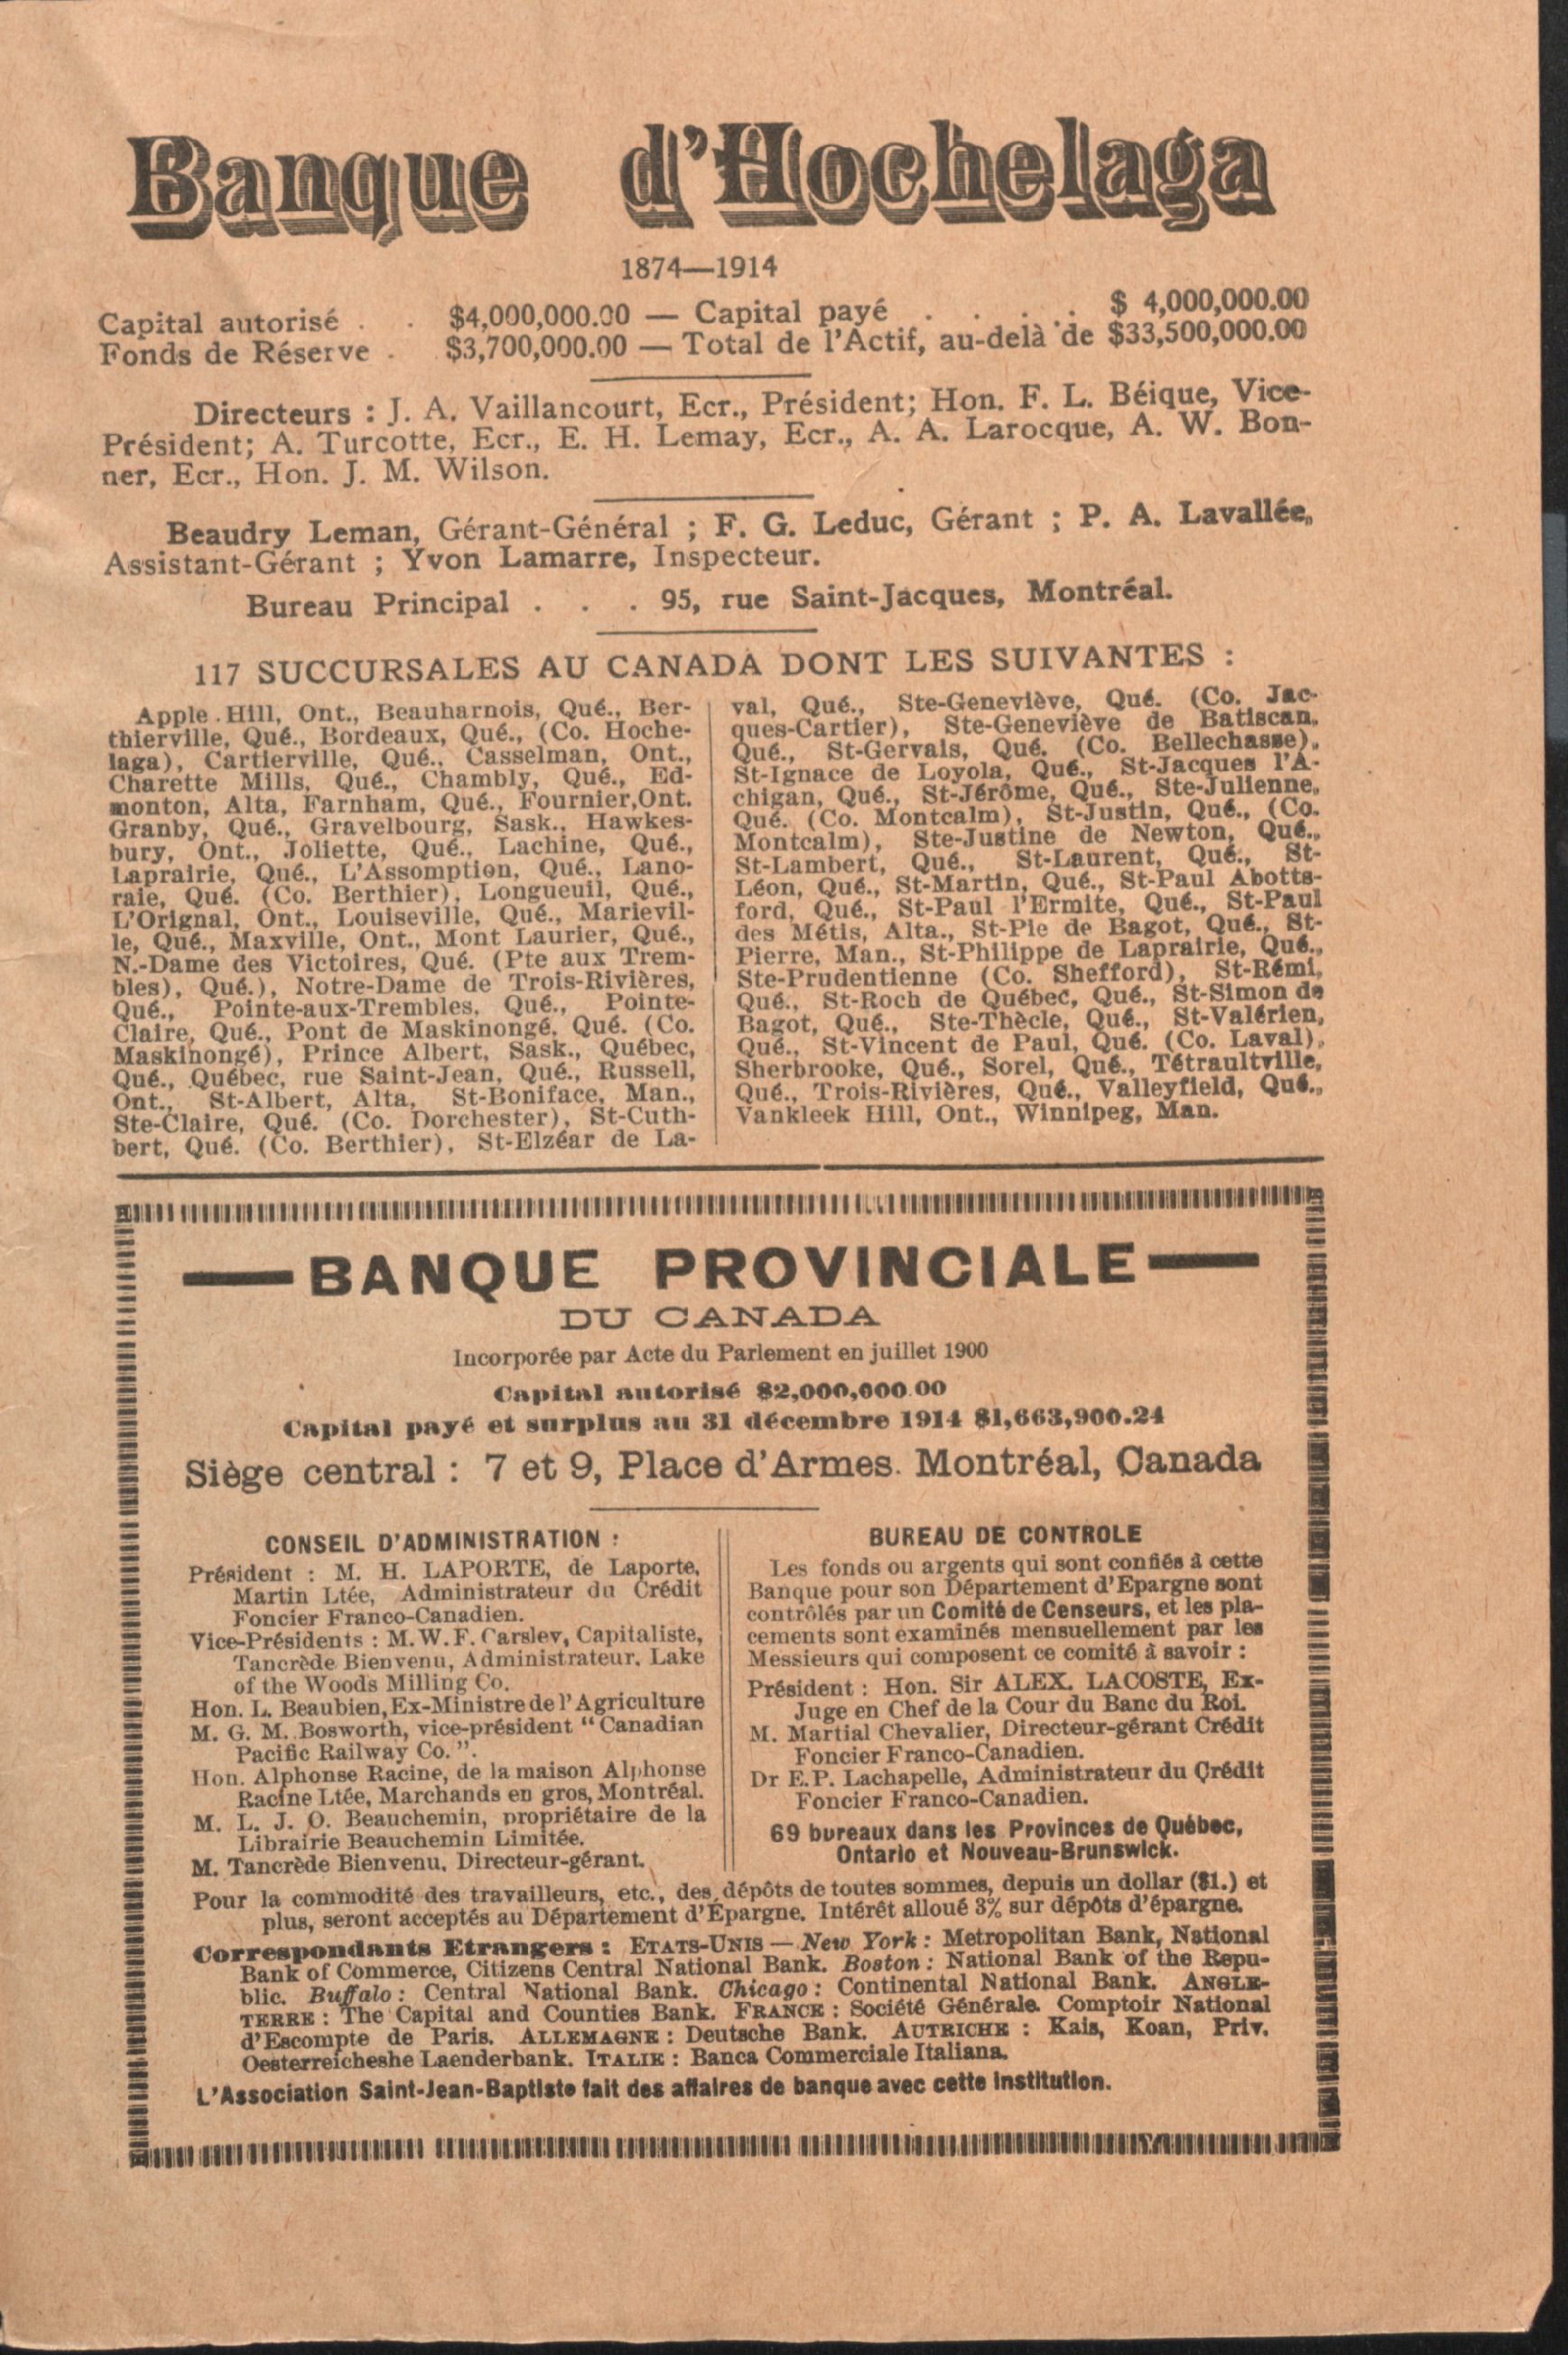 Banque d'Hochelaga
1874—1914
Capital autorisé . . $4,000,000.00 — Capital payé . . . . $ 4,000,000.00
Fonds de Réserve . $3,700,000.00 — Total de l'Actif, au-delà de $33,500,000.00
Directeurs : J. A. Vaillancourt, Ecr., Président; Hon. F. L. Béique, Vice-
Président; A. Turcotte, Ecr., E. H. Lemay, Ecr., A. A. Larocque, A. W. Bon-
ner, Ecr., Hon. J. M. Wilson.
Beaudry Leman, Gérant-Général ; F. G. Leduc, Gérant ; P. A. Lavallée,
Assistant-Gérant ; Yvon Lamarre, Inspecteur.
Bureau Principal . . . 95, rue Saint-Jacques, Montréal.
117 SUCCURSALES AU CANADA DONT LES SUIVANTES :
Apple Hill, Ont., Beauharnois, Qué., Ber-
thierville, Qué., Bordeaux, Qué., (Co. Hoche-
laga), Cartierville, Qué., Casselman, Ont.,
Charette Mills, Qué., Chambly, Qué., Ed-
monton, Alta, Farnham, Qué., Fournier,Ont.
Granby, Qué., Gravelbourg, Sask., Hawkes-
bury, Ont., Joliette, Qué., Lachine, Qué.,
Laprairie, Qué., L'Assomption, Qué., Lano-
raie, Qué. (Co. Berthier), Longueuil, Qué.,
L'Orignal, Ont., Louiseville, Qué., Marievil-
le, Qué., Maxville, Ont., Mont Laurier, Qué.,
N.-Dame des Victoires, Qué. (Pte aux Trem-
bles), Qué.), Notre-Dame de Trois-Rivières,
Qué., Pointe-aux-Trembles, Qué., Pointe-
Claire, Qué., Pont de Maskinongé, Qué. (Co.
Maskinongé), Prince Albert, Sask., Québec,
Qué., Québec, rue Saint-Jean, Qué., Russell,
Ont., St-Albert, Alta, St-Boniface, Man.,
Ste-Claire, Qué. (Co. Dorchester), St-Cuth-
bert, Qué. (Co. Berthier), St-Elzéar de La-
val, Qué., Ste-Geneviève, Qué. (Co. Jac-
ques-Cartier), Ste-Geneviève de Batiscan,
Qué., St-Gervais, Qué. (Co. Bellechasse),
St-Ignace de Loyola, Qué., St-Jacques l'A-
chigan, Qué., St-Jérôme, Qué., Ste-Julienne,
Qué. (Co. Montcalm), St-Justin, Qué., (Co.
Montcalm), Ste-Justine de Newton, Qué.,
St-Lambert, Qué., St-Laurent, Qué., St-
Léon, Qué., St-Martin, Qué., St-Paul Abotts-
ford, Qué., St-Paul l'Ermite, Qué., St-Paul
des Métis, Alta., St-Pie de Bagot, Qué., St-
Pierre, Man., St-Philippe de Laprairie, Qué.,
Ste-Prudentienne (Co. Shefford), St-Rémi,
Qué., St-Roch de Québec, Qué., St-Simon de
Bagot, Qué., Ste-Thècle, Qué., St-Valérien,
Qué., St-Vincent de Paul, Qué. (Co. Laval),
Sherbrooke, Qué., Sorel, Qué., Tétraultville,
Qué., Trois-Rivières, Qué., Valleyfield, Qué.,
Vankleek Hill, Ont., Winnipeg, Man.
BANQUE PROVINCIALE
DU CANADA
Incorporée par Acte du Parlement en juillet 1900
Capital autorisé $2,000,000.00
Capital payé et surplus au 31 décembre 1914 $1,663,900.24
Siège central : 7 et 9, Place d'Armes. Montréal, Canada
CONSEIL D'ADMINISTRATION :
Président : M. H. LAPORTE, de Laporte,
Martin Ltée, Administrateur du Crédit
Foncier Franco-Canadien.
Vice-Présidents : M. W. F. Carsley, Capitaliste,
Tancrède Bienvenu, Administrateur, Lake
of the Woods Milling Co.
Hon. L. Beaubien, Ex-Ministre de l'Agriculture
M. G. M. Bosworth, vice-président "Canadian
Pacific Railway Co.".
Hon. Alphonse Racine, de la maison Alphonse
Racine Ltée, Marchands en gros, Montréal.
M. L. J. O. Beauchemin, propriétaire de la
Librairie Beauchemin Limitée.
M. Tancrède Bienvenu, Directeur-gérant.
BUREAU DE CONTROLE
Les fonds ou argents qui sont confiés à cette
Banque pour son Département d'Epargne sont
contrôlés par un Comité de Censeurs, et les pla-
cements sont examinés mensuellement par les
Messieurs qui composent ce comité à savoir :
Président : Hon. Sir ALEX. LACOSTE, Ex-
Juge en Chef de la Cour du Banc du Roi.
M. Martial Chevalier, Directeur-gérant Crédit
Foncier Franco-Canadien.
Dr E.P. Lachapelle, Administrateur du Crédit
Foncier Franco-Canadien.
69 bureaux dans les Provinces de Québec,
Ontario et Nouveau-Brunswick.
Pour la commodité des travailleurs, etc., des dépôts de toutes sommes, depuis un dollar ($1.) et
plus, seront acceptés au Département d'Épargne. Intérêt alloué 3% sur dépôts d'épargne.
Correspondants Etrangers : ETATS-UNIS — New York : Metropolitan Bank, National
Bank of Commerce, Citizens Central National Bank. Boston : National Bank of the Repu-
blic. Buffalo : Central National Bank. Chicago : Continental National Bank. ANGLE-
TERRE : The Capital and Counties Bank. FRANCE : Société Générale. Comptoir National
d'Escompte de Paris. ALLEMAGNE : Deutsche Bank. AUTRICHE : Kais, Koan, Priv.
Oesterreicheshe Laenderbank. ITALIE : Banca Commerciale Italiana.
L'Association Saint-Jean-Baptiste fait des affaires de banque avec cette Institution.